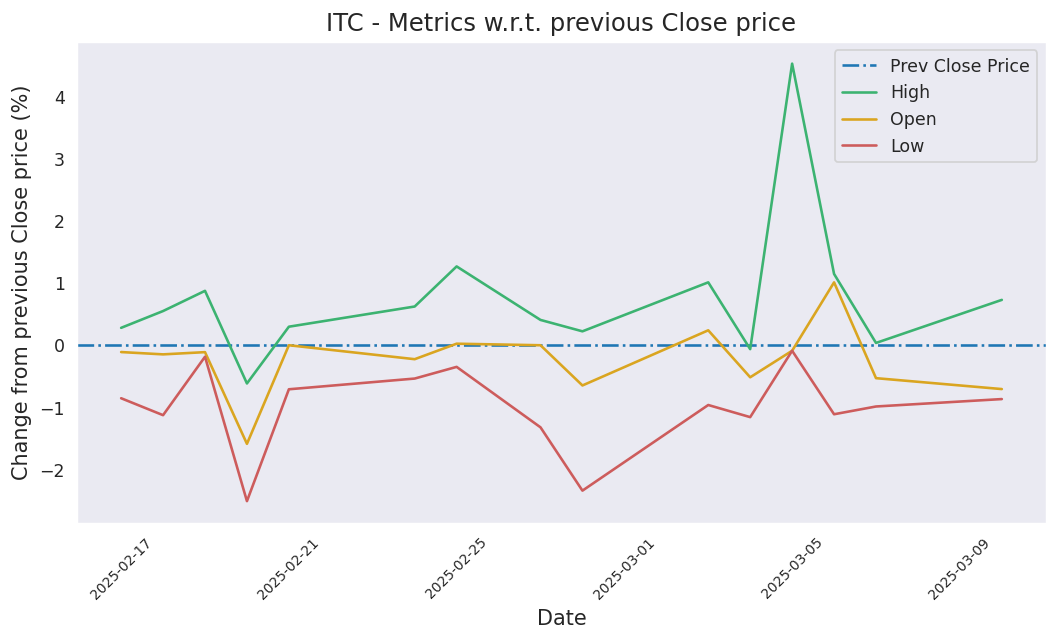 ITC - Metrics w.r.t. previous Close price
Prev Close Price
High
Open
Low
Change from previous Close price (%)
4
3
2
1
0
−1
−2
2025-02-17
2025-02-21
2025-02-25
2025-03-01
2025-03-05
2025-03-09
Date